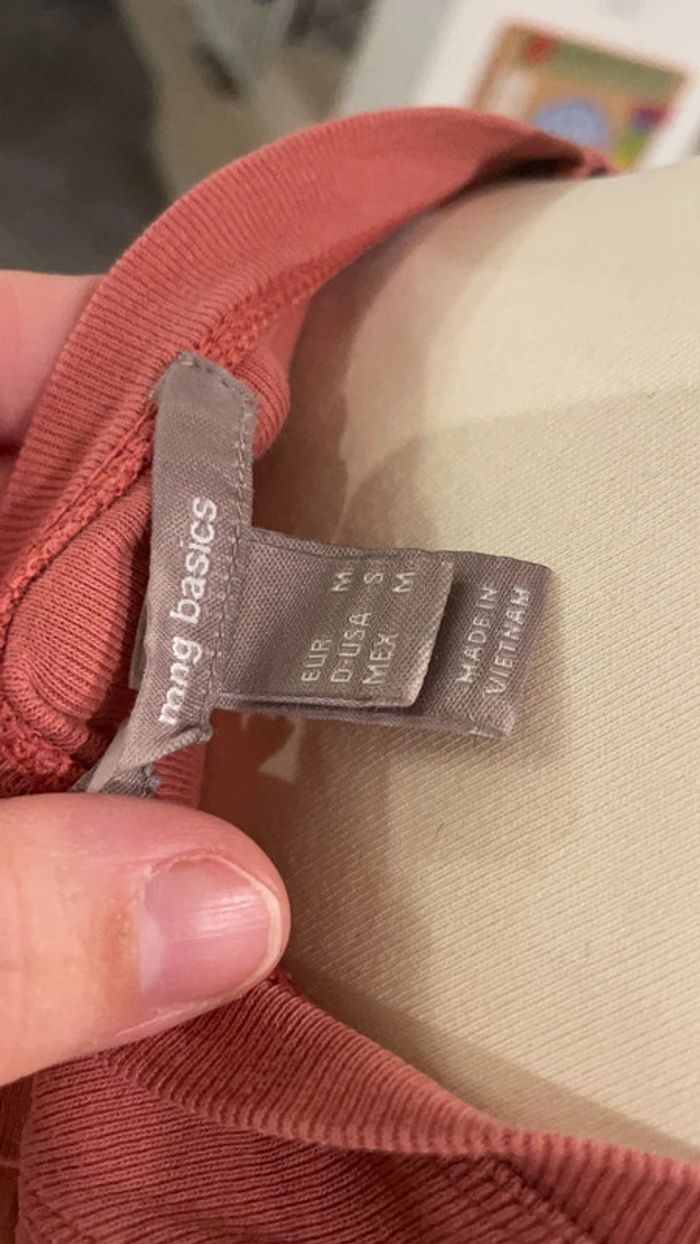 mng basics
EUR M
D-USA S
MEX M
MADE IN
VIETNAM